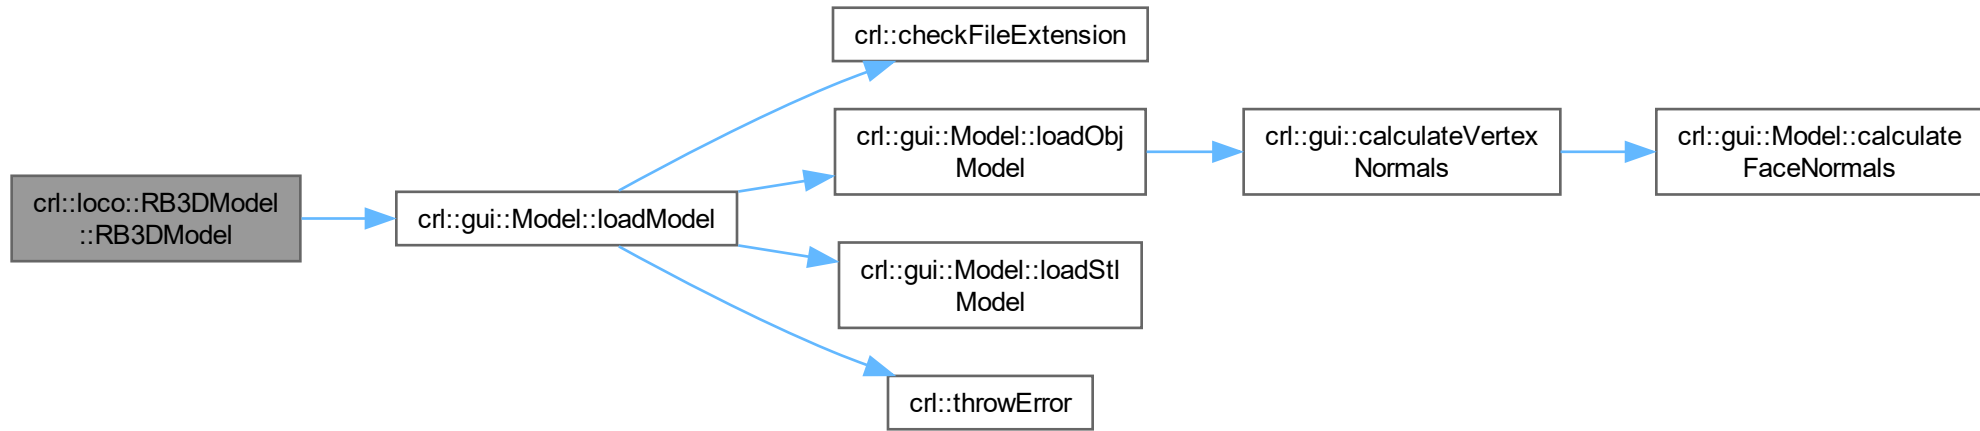 crl::loco::RB3DModel
::RB3DModel
crl::gui::Model::loadModel
crl::checkFileExtension
crl::gui::Model::loadObj
Model
crl::gui::Model::loadStl
Model
crl::throwError
crl::gui::calculateVertex
Normals
crl::gui::Model::calculate
FaceNormals